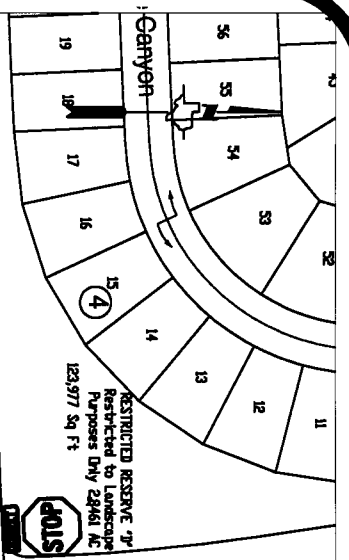 19
18
17
16
15
4
14
13
12
11
56
55
54
53
52
Canyon
RESTRICTED RESERVE "D"
Restricted to Landscape
Purposes Only 2.8461 AC
123,977 Sq Ft
STOP